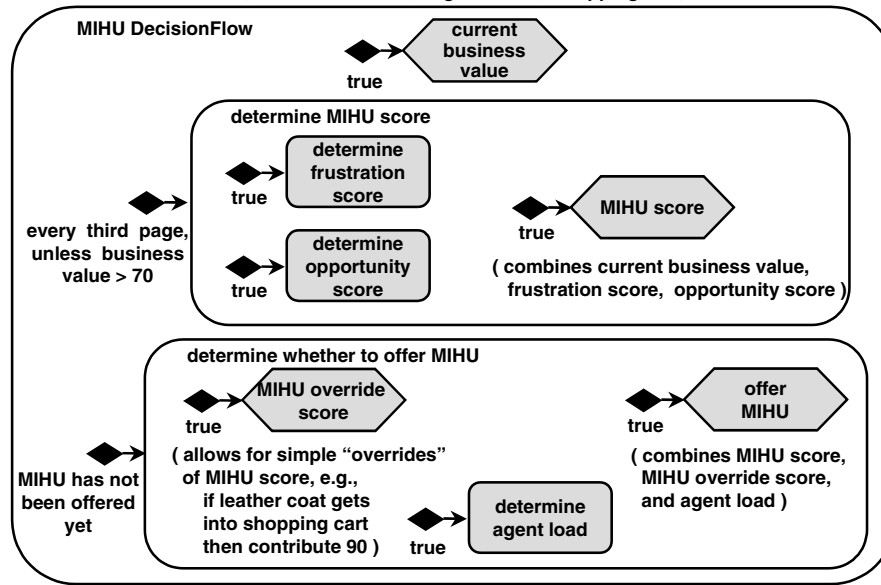 MIHU DecisionFlow
current
business
value
true
determine MIHU score
determine
frustration
score
true
MIHU score
true
every third page,
unless business
value > 70
determine
opportunity
score
true
( combines current business value,
frustration score, opportunity score )
determine whether to offer MIHU
MIHU override
score
true
offer
MIHU
true
MIHU has not
been offered
yet
( allows for simple “overrides”
of MIHU score, e.g.,
if leather coat gets
into shopping cart
then contribute 90 )
determine
agent load
true
( combines MIHU score,
MIHU override score,
and agent load )